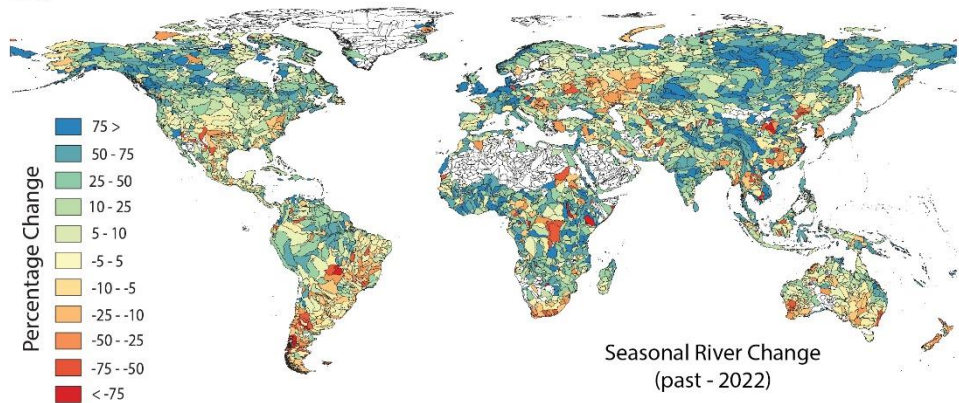 Percentage Change
75 >
50 - 75
25 - 50
10 - 25
5 - 10
-5 - 5
-10 - -5
-25 - -10
-50 - -25
-75 - -50
< -75
Seasonal River Change
(past - 2022)